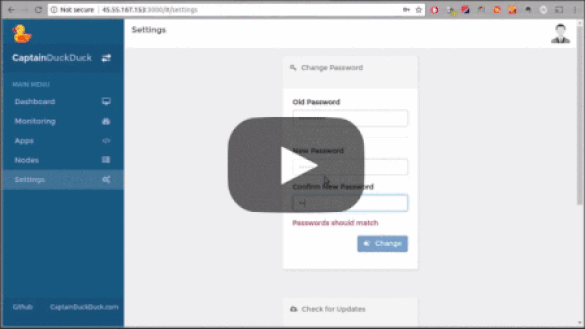 Not secure | 45.55.167.153:3000/#/settings
CaptainDuckDuck
Settings
MAIN MENU
Dashboard
Monitoring
Apps
Nodes
Settings
Change Password
Old Password
New Password
Confirm New Password
Passwords should match
Change
Check for Updates
Github
CaptainDuckDuck.com